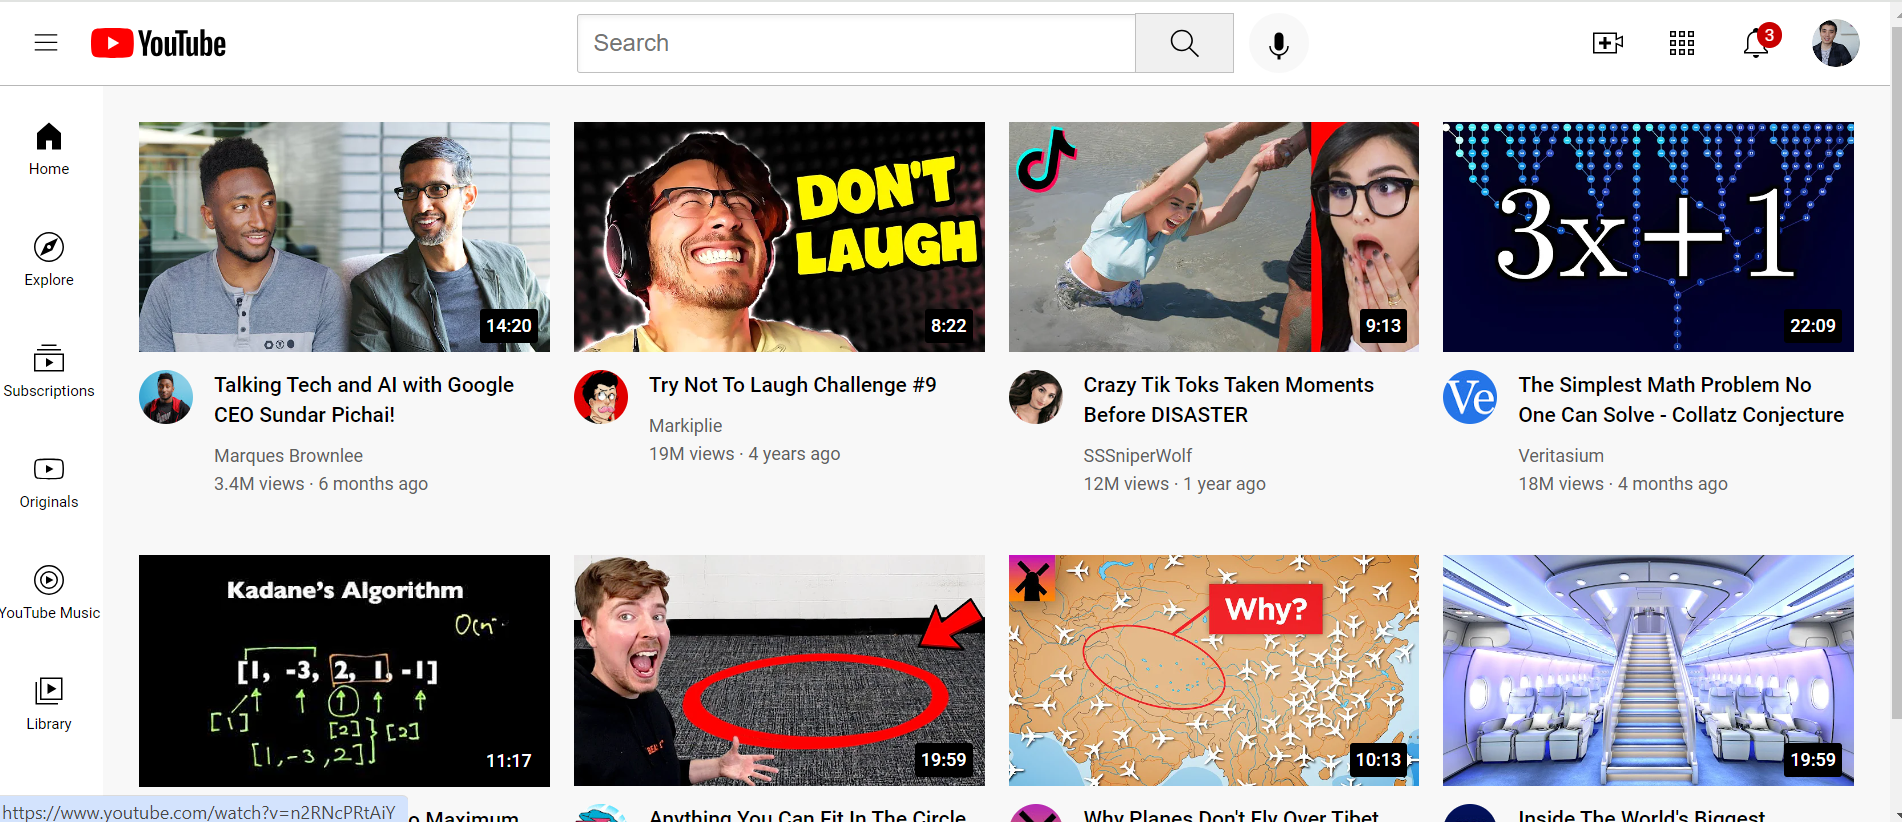 YouTube
Search
3
Home
Explore
Subscriptions
Originals
YouTube Music
Library
14:20
Talking Tech and AI with Google
CEO Sundar Pichai!
Marques Brownlee
3.4M views · 6 months ago
DON'T
LAUGH
8:22
Try Not To Laugh Challenge #9
Markiplie
19M views · 4 years ago
9:13
Crazy Tik Toks Taken Moments
Before DISASTER
SSSniperWolf
12M views · 1 year ago
3x+1
22:09
Ve
The Simplest Math Problem No
One Can Solve - Collatz Conjecture
Veritasium
18M views · 4 months ago
Kadane's Algorithm
[1, -3, 2, 1, -1]
[1]
[2]
[2]
[1,-3,2]
11:17
o Maximum
19:59
Anything You Can Fit In The Circle
Why?
10:13
Why Planes Don't Fly Over Tibet
19:59
Inside The World's Biggest
https://www.youtube.com/watch?v=n2RNcPRtAiY